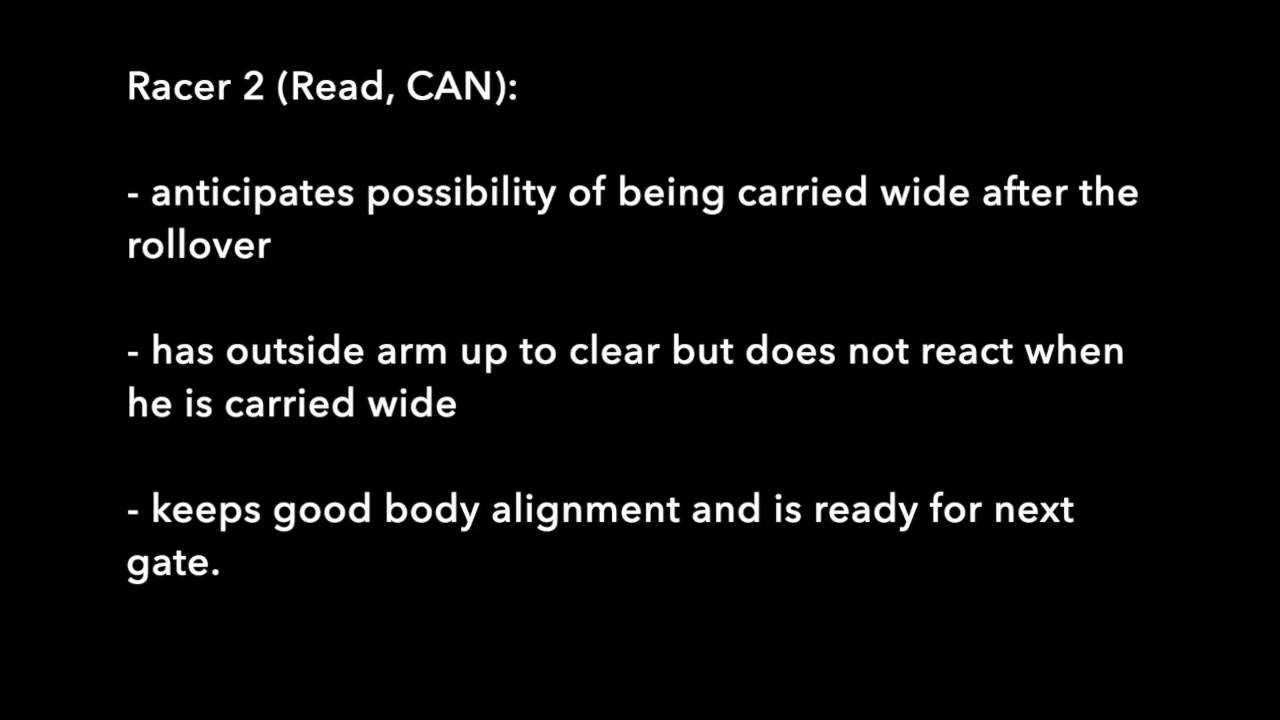 Racer 2 (Read, CAN):
- anticipates possibility of being carried wide after the
rollover
- has outside arm up to clear but does not react when
he is carried wide
- keeps good body alignment and is ready for next
gate.